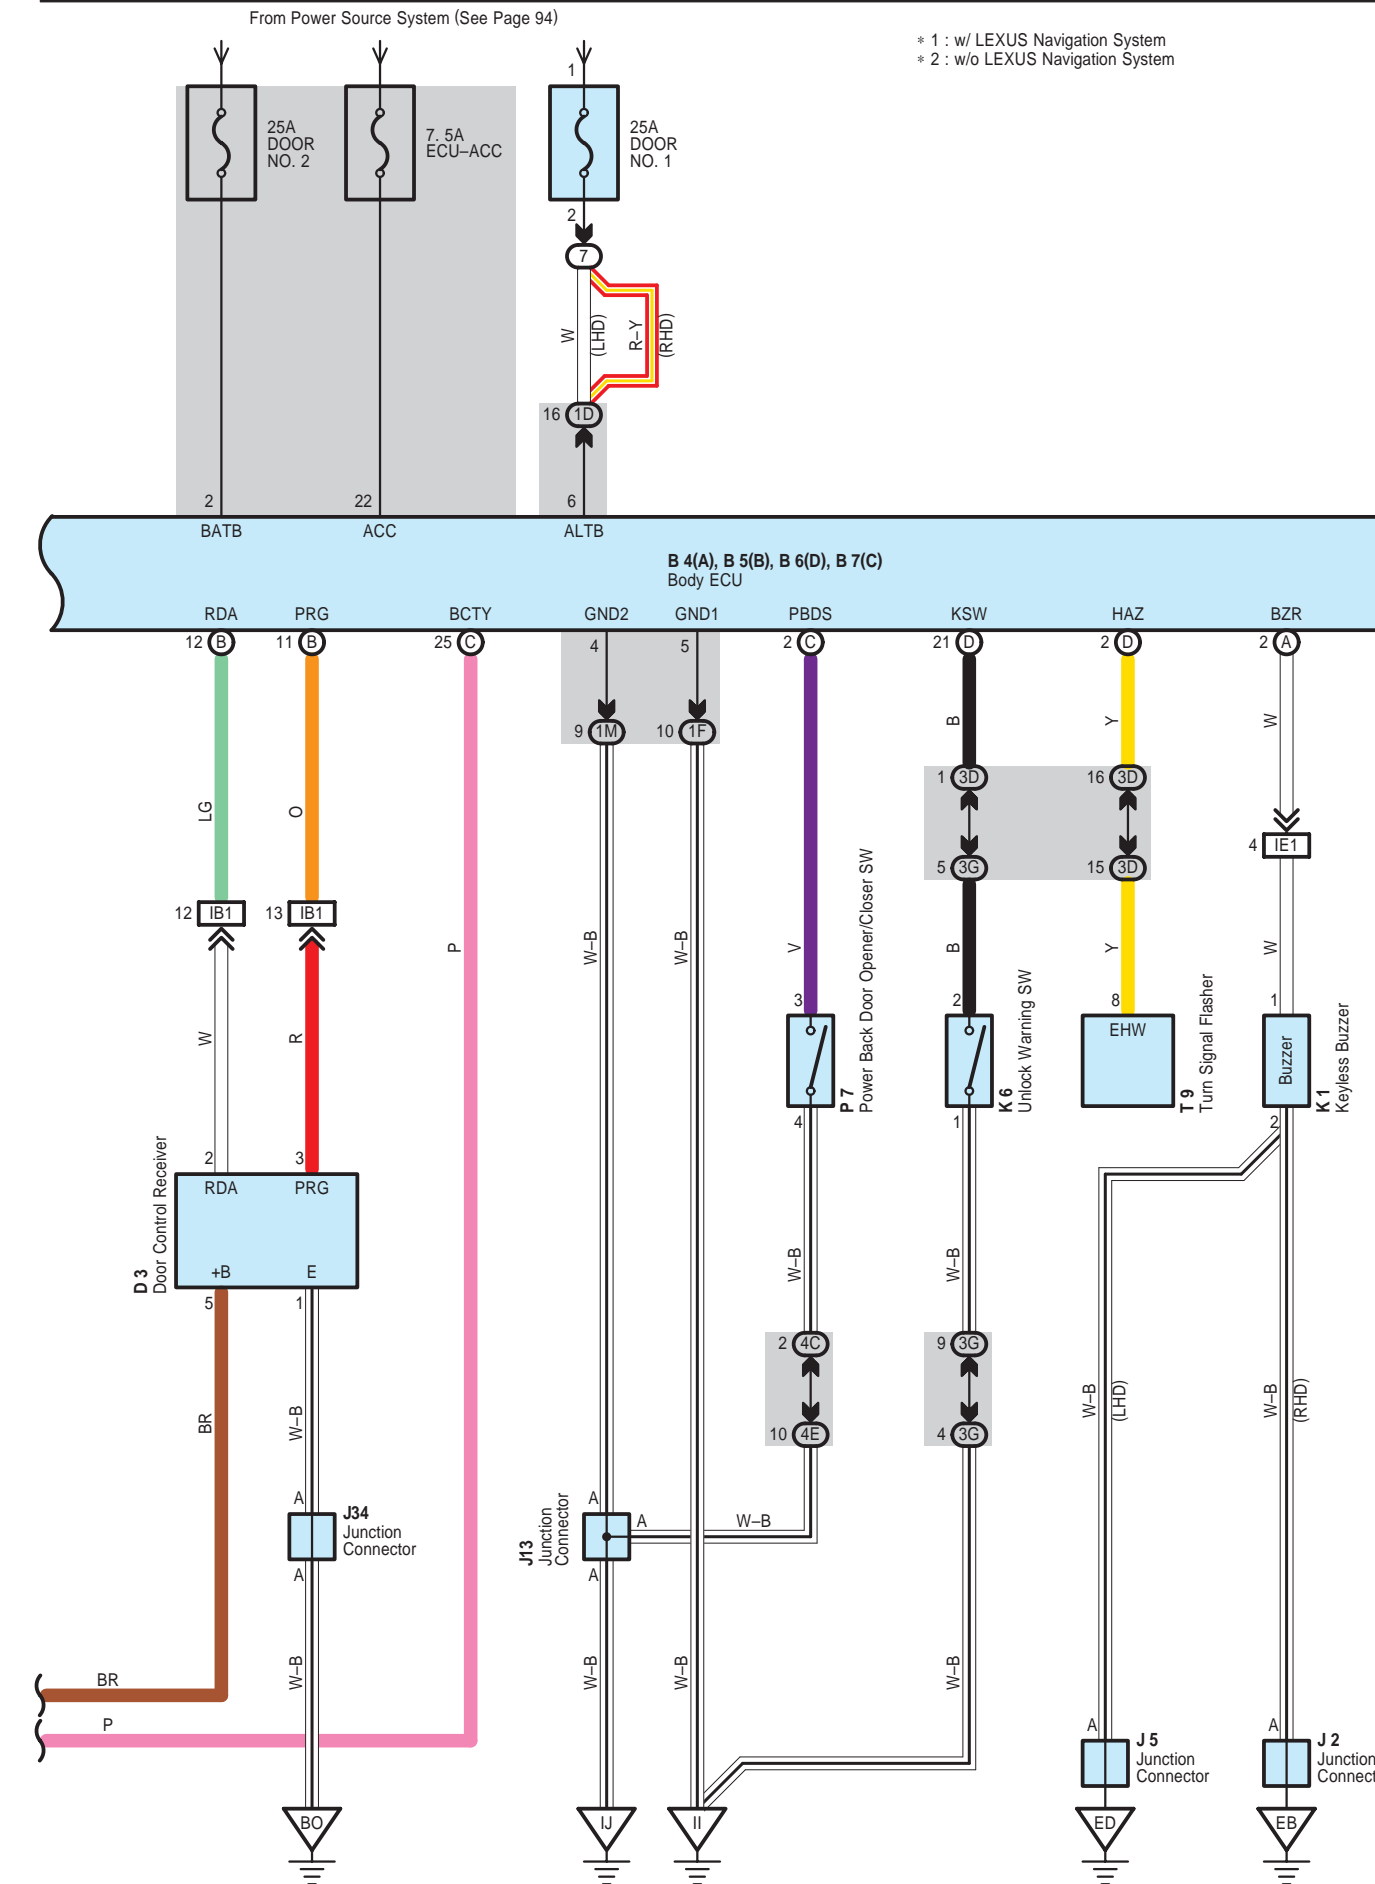 From Power Source System (See Page 94)
* 1 : w/ LEXUS Navigation System
* 2 : w/o LEXUS Navigation System
1
25A
DOOR
NO. 2
7. 5A
ECU–ACC
25A
DOOR
NO. 1
2
7
W
(LHD)
R–Y
(RHD)
16 1D
2
22
6
BATB
ACC
ALTB
B 4(A), B 5(B), B 6(D), B 7(C)
Body ECU
RDA
PRG
BCTY
GND2
GND1
PBDS
KSW
HAZ
BZR
12 B
11 B
25 C
4
5
2 C
21 D
2 D
2 A
B
Y
W
9 1M
10 1F
1 3D
16 3D
LG
O
4 IE1
5 3G
15 3D
12 IB1
13 IB1
P
W–B
W–B
V
B
Y
W
Power Back Door Opener/Closer SW
P 7
Unlock Warning SW
K 6
Turn Signal Flasher
T 9
Keyless Buzzer
K 1
3
2
8
1
EHW
Buzzer
W
R
4
1
2
2
3
RDA
PRG
D 3
Door Control Receiver
+B
E
5
1
W–B
W–B
2 4C
9 3G
BR
W–B
W–B
(LHD)
W–B
(RHD)
10 4E
4 3G
A
J34
Junction
Connector
A
A
A
W–B
J13
Junction
Connector
A
BR
W–B
W–B
W–B
W–B
P
A
J 5
Junction
Connector
A
J 2
Junction
Connect
BO
IJ
II
ED
EB